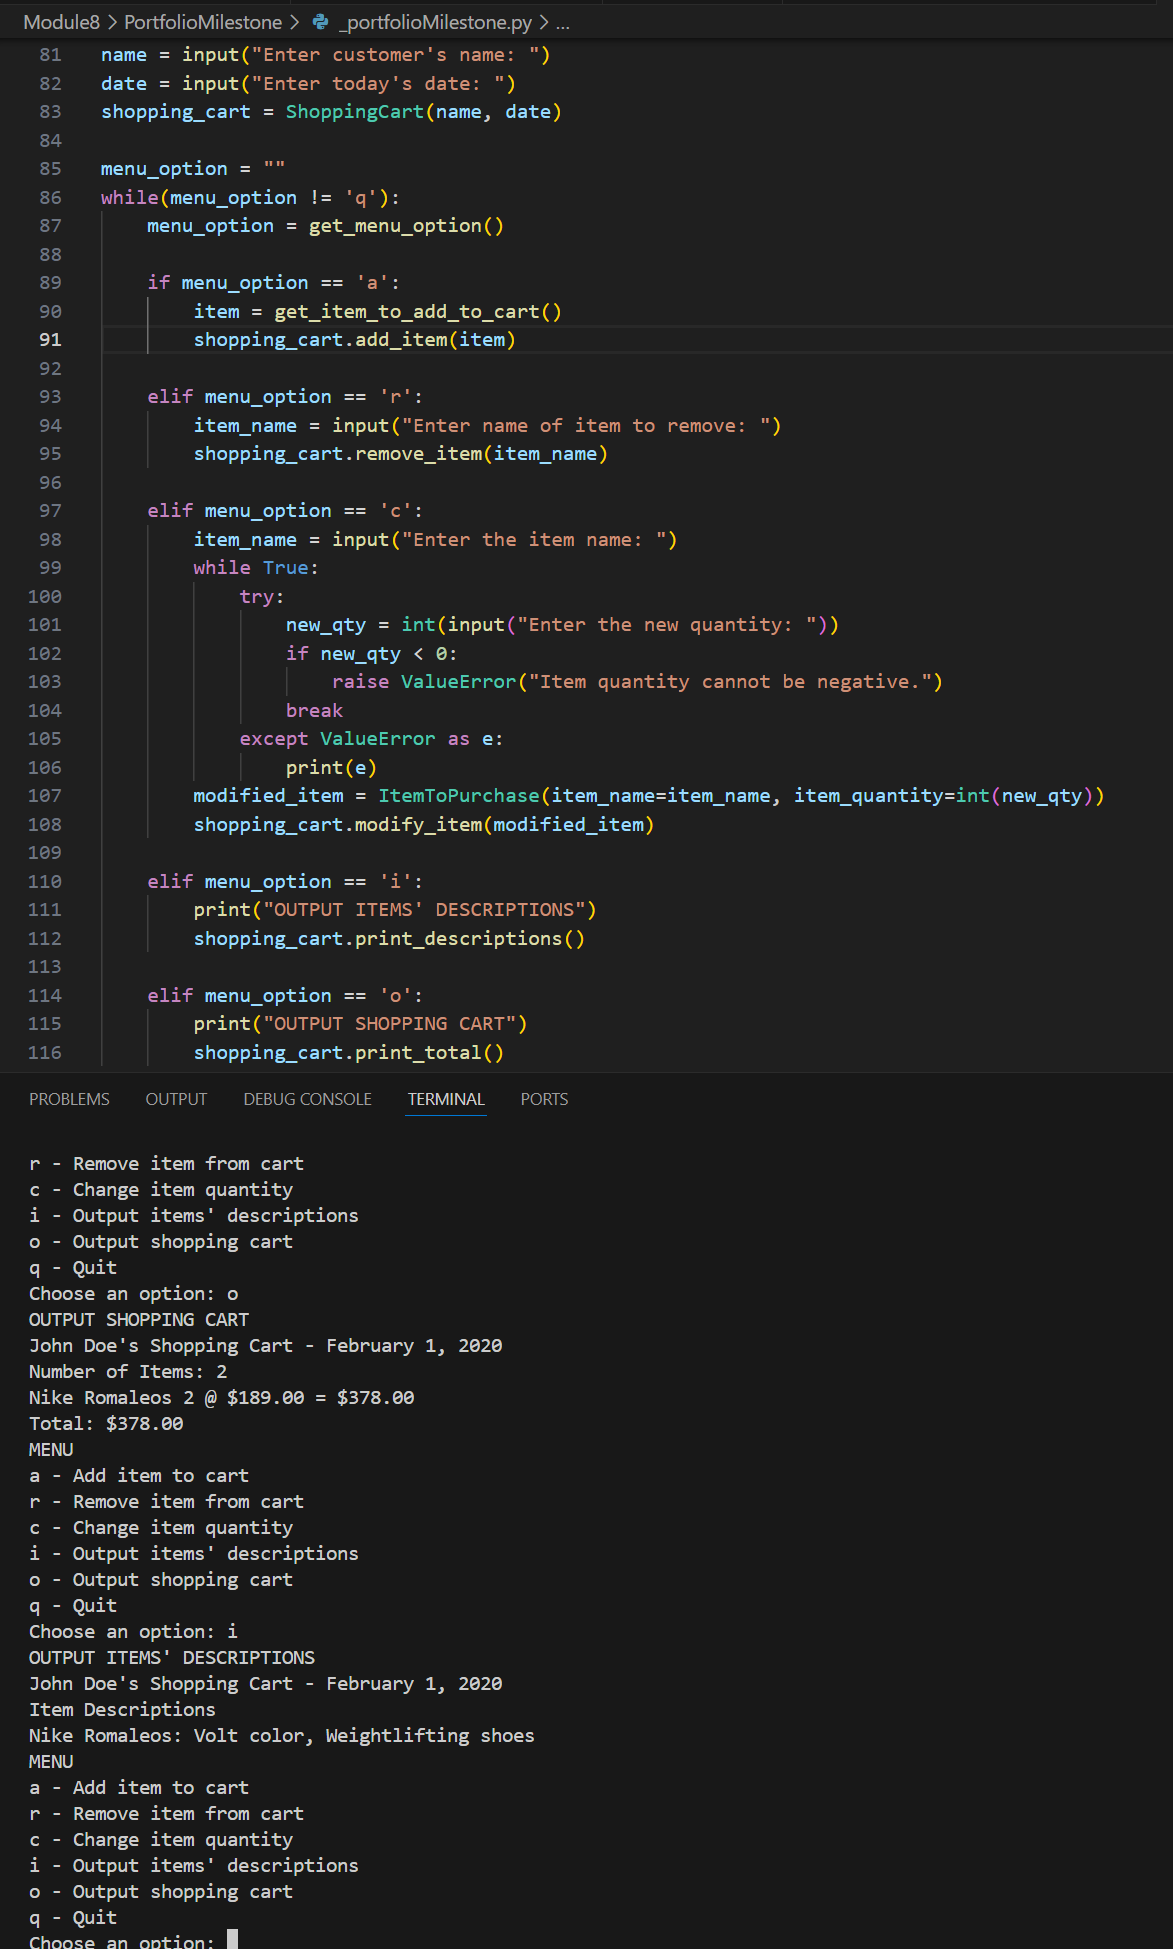 Module8 > PortfolioMilestone > _portfolioMilestone.py > ...
81 name = input("Enter customer's name: ")
82 date = input("Enter today's date: ")
83 shopping_cart = ShoppingCart(name, date)
84
85 menu_option = ""
86 while(menu_option != 'q'):
87     menu_option = get_menu_option()
88
89     if menu_option == 'a':
90         item = get_item_to_add_to_cart()
91         shopping_cart.add_item(item)
92
93     elif menu_option == 'r':
94         item_name = input("Enter name of item to remove: ")
95         shopping_cart.remove_item(item_name)
96
97     elif menu_option == 'c':
98         item_name = input("Enter the item name: ")
99         while True:
100             try:
101                 new_qty = int(input("Enter the new quantity: "))
102                 if new_qty < 0:
103                     raise ValueError("Item quantity cannot be negative.")
104                 break
105             except ValueError as e:
106                 print(e)
107         modified_item = ItemToPurchase(item_name=item_name, item_quantity=int(new_qty))
108         shopping_cart.modify_item(modified_item)
109
110     elif menu_option == 'i':
111         print("OUTPUT ITEMS' DESCRIPTIONS")
112         shopping_cart.print_descriptions()
113
114     elif menu_option == 'o':
115         print("OUTPUT SHOPPING CART")
116         shopping_cart.print_total()
PROBLEMS OUTPUT DEBUG CONSOLE TERMINAL PORTS
r - Remove item from cart
c - Change item quantity
i - Output items' descriptions
o - Output shopping cart
q - Quit
Choose an option: o
OUTPUT SHOPPING CART
John Doe's Shopping Cart - February 1, 2020
Number of Items: 2
Nike Romaleos 2 @ $189.00 = $378.00
Total: $378.00
MENU
a - Add item to cart
r - Remove item from cart
c - Change item quantity
i - Output items' descriptions
o - Output shopping cart
q - Quit
Choose an option: i
OUTPUT ITEMS' DESCRIPTIONS
John Doe's Shopping Cart - February 1, 2020
Item Descriptions
Nike Romaleos: Volt color, Weightlifting shoes
MENU
a - Add item to cart
r - Remove item from cart
c - Change item quantity
i - Output items' descriptions
o - Output shopping cart
q - Quit
Choose an option: